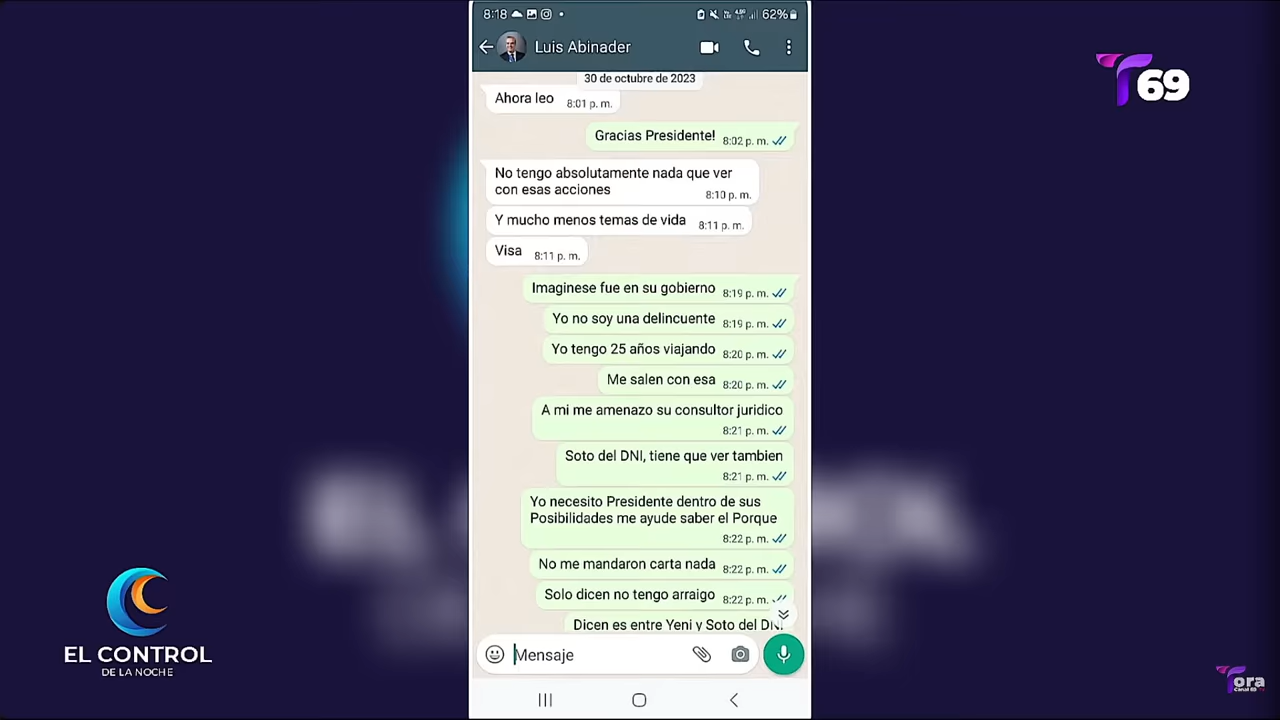 8:18
62%
Luis Abinader
30 de octubre de 2023
Ahora leo 8:01 p. m.
Gracias Presidente! 8:02 p. m.
No tengo absolutamente nada que ver
con esas acciones 8:10 p. m.
Y mucho menos temas de vida 8:11 p. m.
Visa 8:11 p. m.
Imaginese fue en su gobierno 8:19 p. m.
Yo no soy una delincuente 8:19 p. m.
Yo tengo 25 años viajando 8:20 p. m.
Me salen con esa 8:20 p. m.
A mi me amenazo su consultor juridico
8:21 p. m.
Soto del DNI, tiene que ver tambien
8:21 p. m.
Yo necesito Presidente dentro de sus
Posibilidades me ayude saber el Porque
8:22 p. m.
No me mandaron carta nada 8:22 p. m.
Solo dicen no tengo arraigo 8:22 p. m.
Dicen es entre Yeni y Soto del DNI
Mensaje
T69
EL CONTROL
DE LA NOCHE
Tora
Canal 69 TV